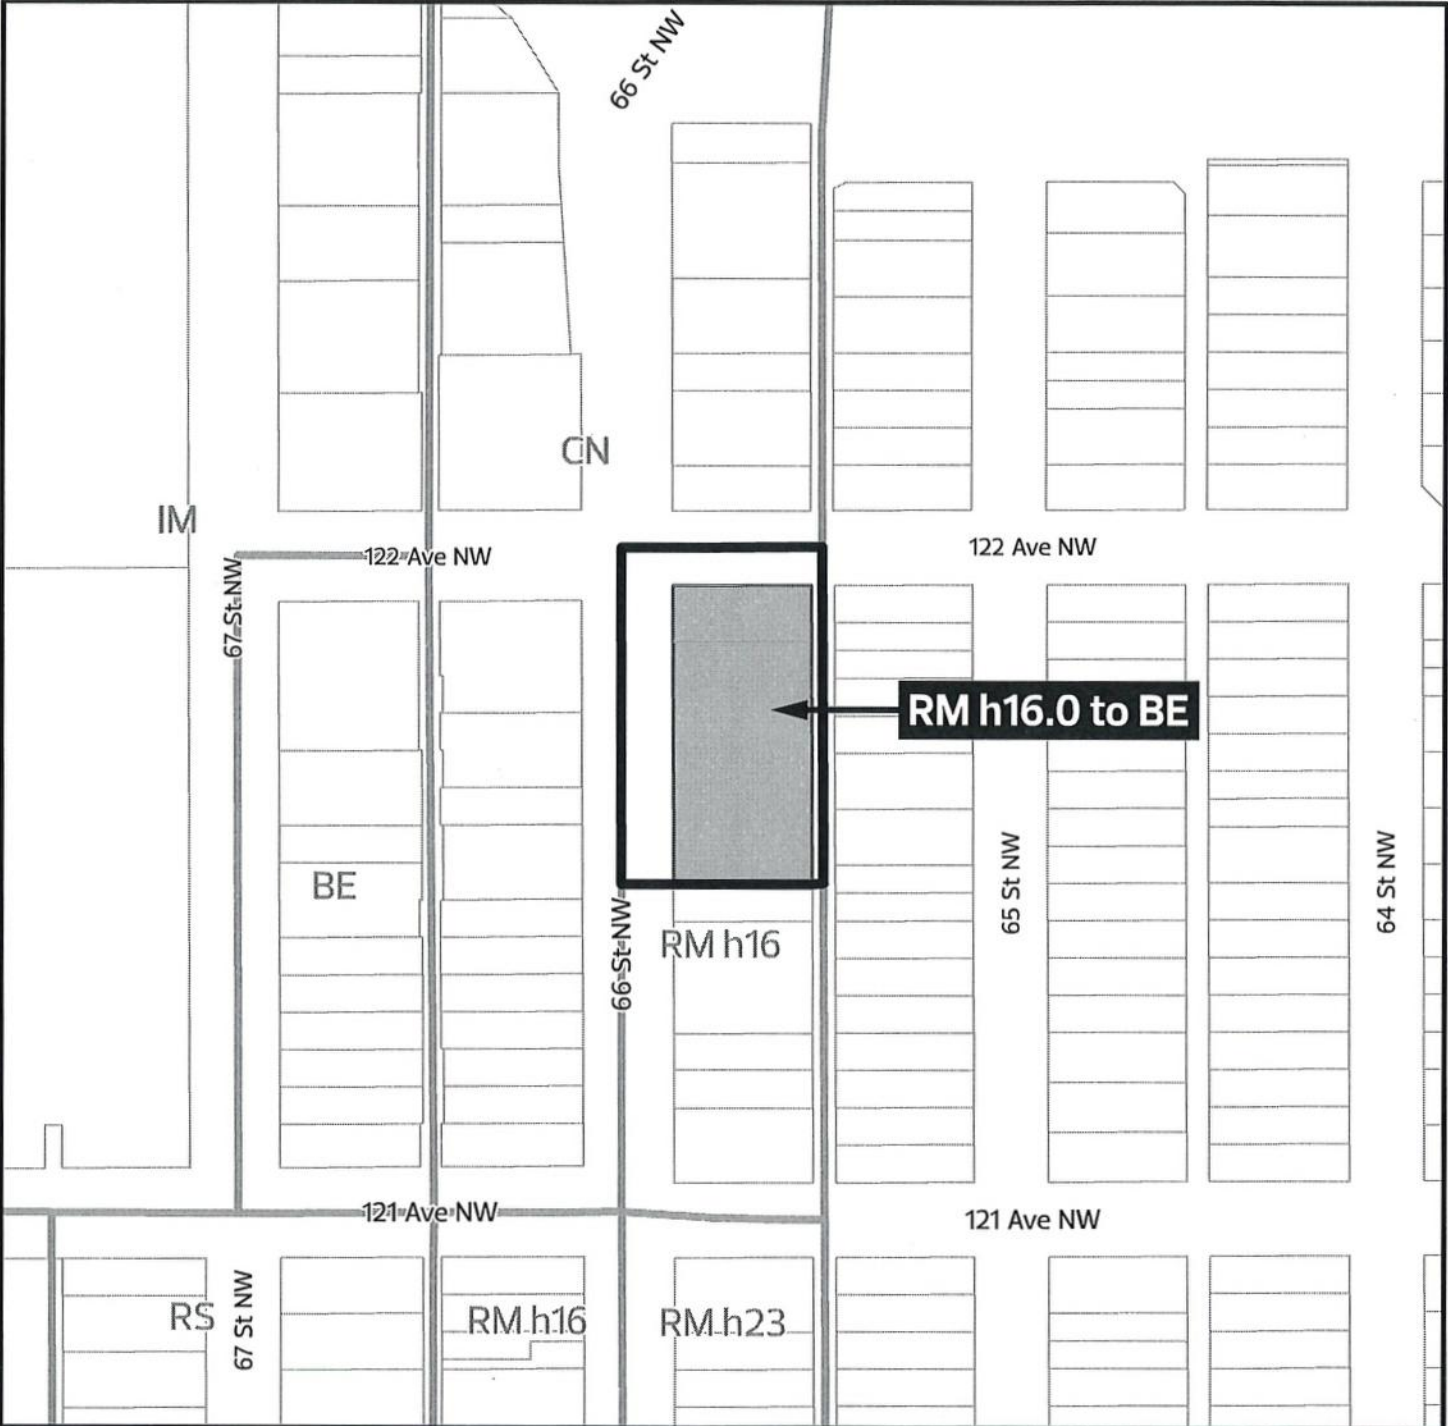 66 St NW
CN
IM
122 Ave NW
122 Ave NW
67 St NW
RM h16.0 to BE
BE
65 St NW
64 St NW
RM h16
66 St NW
121 Ave NW
121 Ave NW
RS
67 St NW
RM h16
RM h23